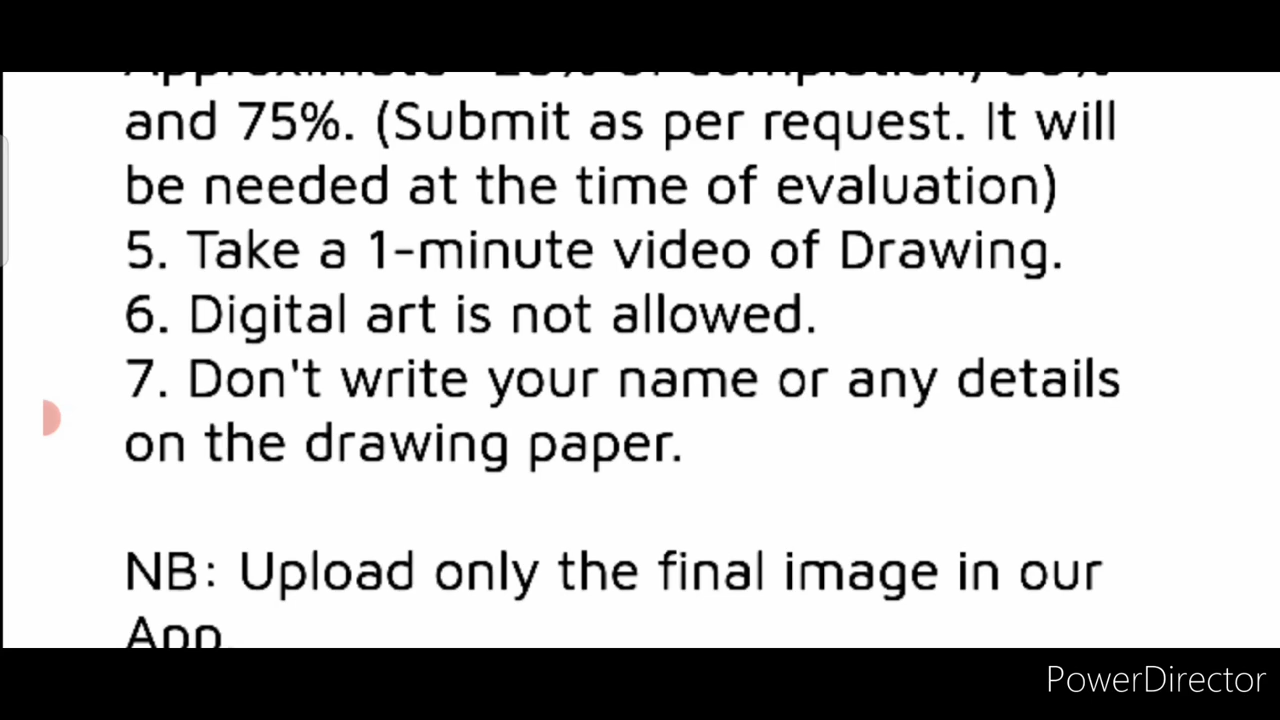 and 75%. (Submit as per request. It will
be needed at the time of evaluation)
5. Take a 1-minute video of Drawing.
6. Digital art is not allowed.
7. Don't write your name or any details
on the drawing paper.
NB: Upload only the final image in our
App.
PowerDirector